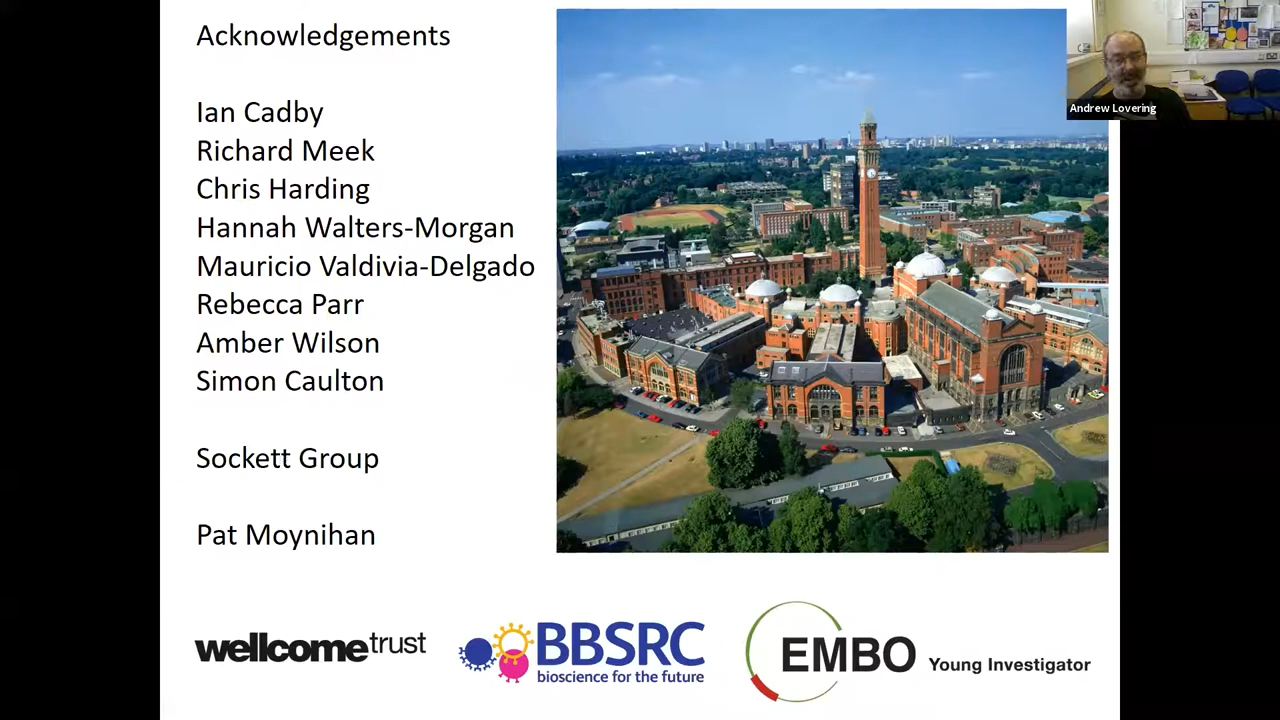 Acknowledgements
Ian Cadby
Richard Meek
Chris Harding
Hannah Walters-Morgan
Mauricio Valdivia-Delgado
Rebecca Parr
Amber Wilson
Simon Caulton
Sockett Group
Pat Moynihan
Andrew Lovering
wellcometrust
BBSRC
bioscience for the future
EMBO Young Investigator